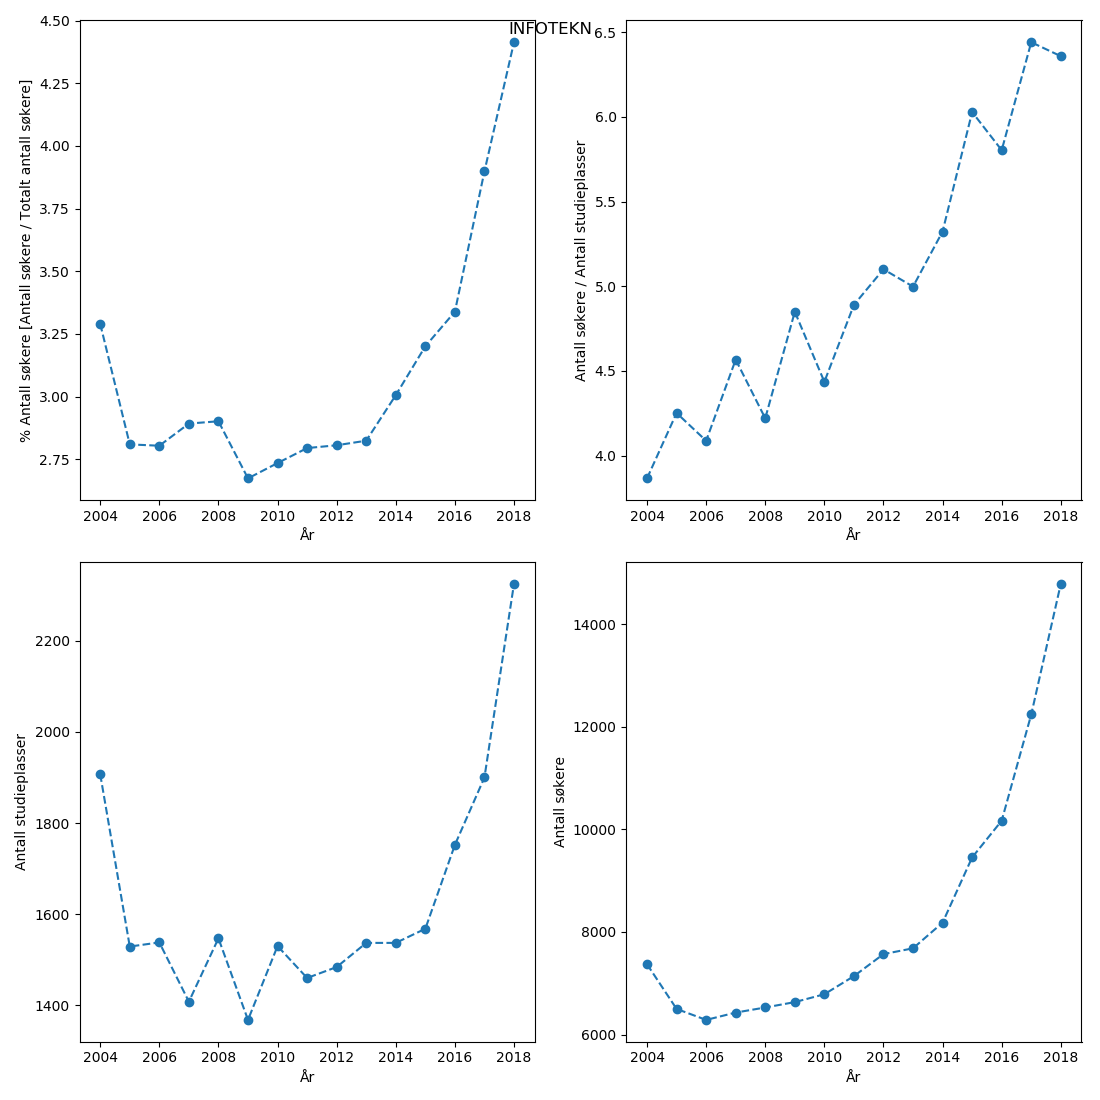 INFOTEKN
% Antall søkere [Antall søkere / Totalt antall søkere]
4.50
4.25
4.00
3.75
3.50
3.25
3.00
2.75
2004 2006 2008 2010 2012 2014 2016 2018
År
Antall søkere / Antall studieplasser
6.5
6.0
5.5
5.0
4.5
4.0
2004 2006 2008 2010 2012 2014 2016 2018
År
Antall studieplasser
2200
2000
1800
1600
1400
2004 2006 2008 2010 2012 2014 2016 2018
År
Antall søkere
14000
12000
10000
8000
6000
2004 2006 2008 2010 2012 2014 2016 2018
År